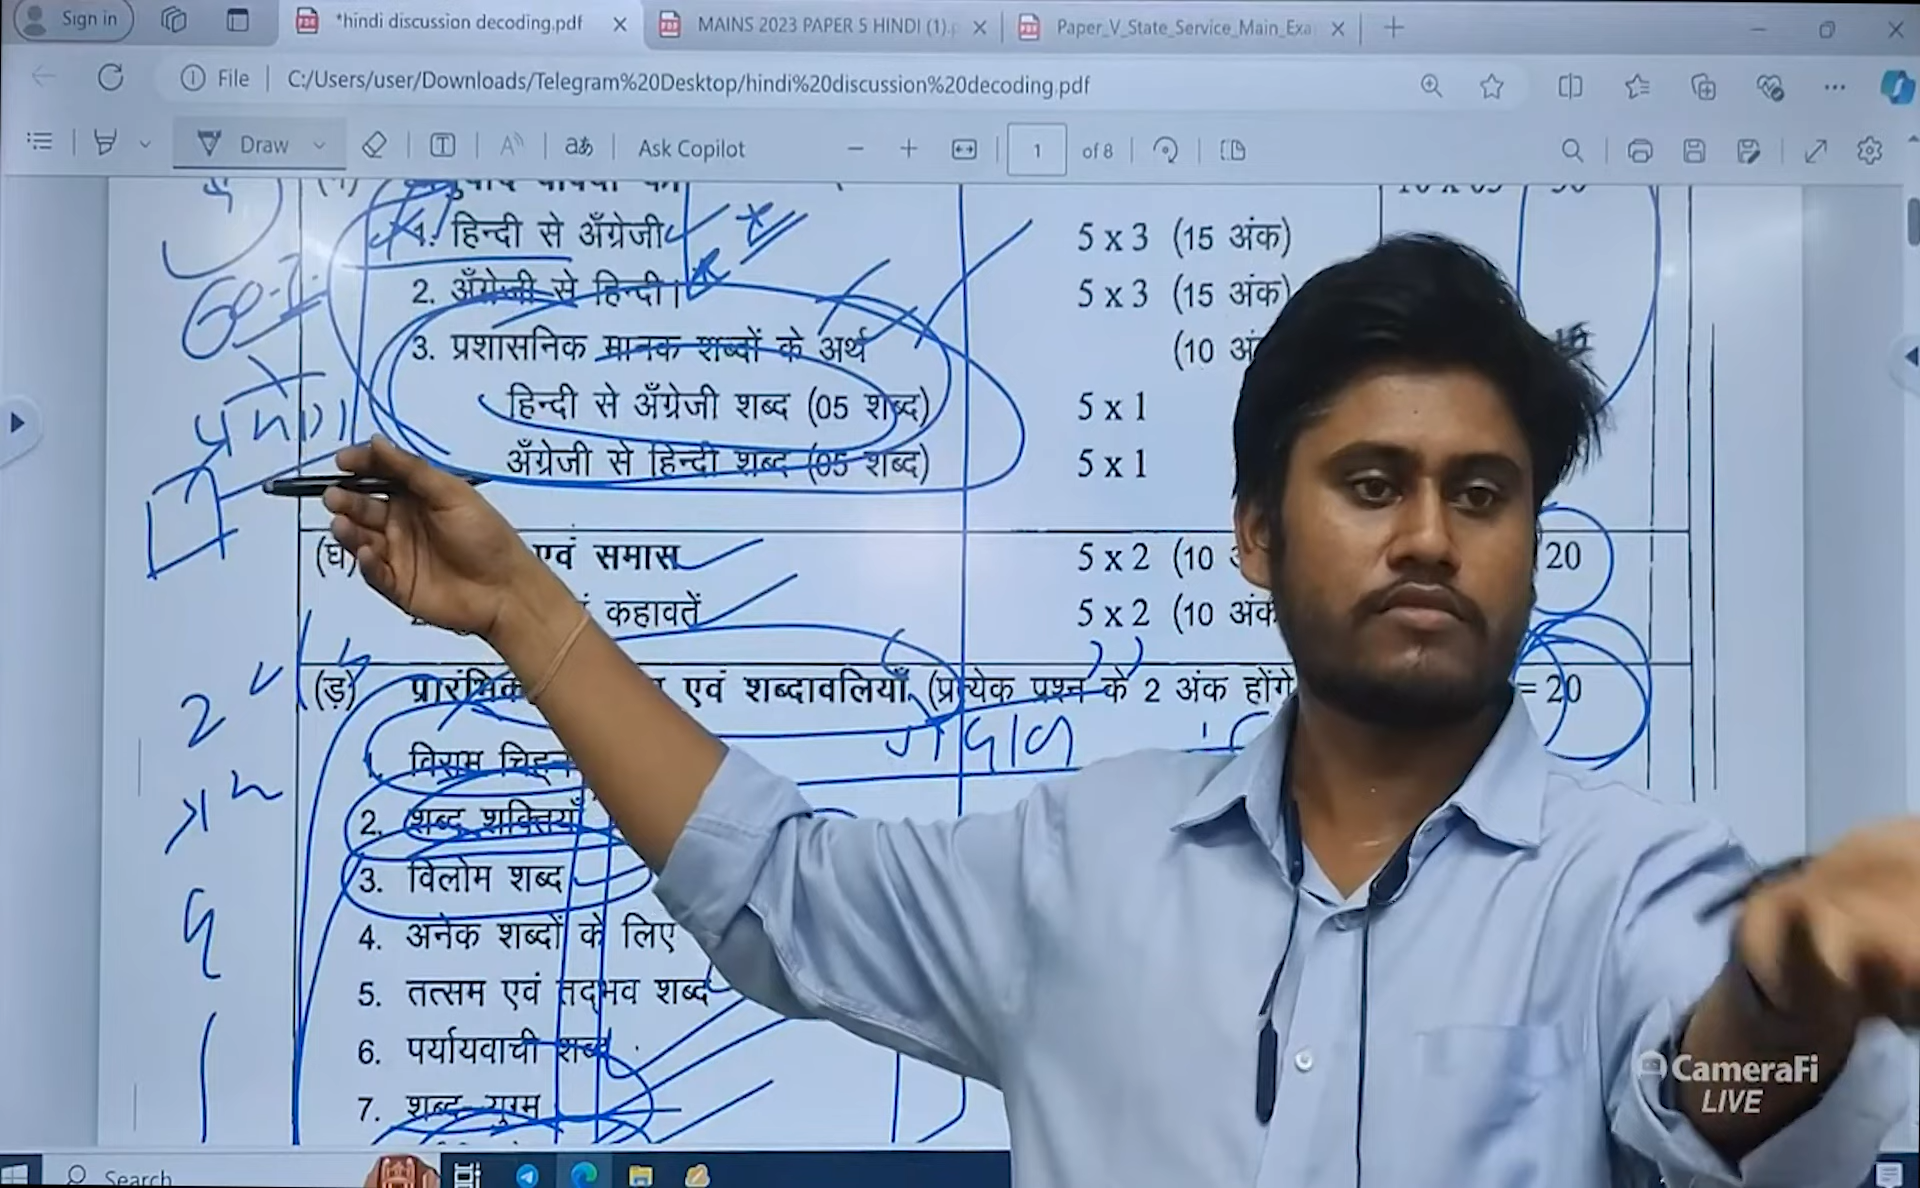 Sign in
*hindi discussion decoding.pdf
MAINS 2023 PAPER 5 HINDI (1).p
Paper_V_State_Service_Main_Exa
File
C:/Users/user/Downloads/Telegram%20Desktop/hindi%20discussion%20decoding.pdf
Draw
aあ
Ask Copilot
1 of 8
1. हिन्दी से अँग्रेजी 5 x 3 (15 अंक)
2. अँग्रेजी से हिन्दी। 5 x 3 (15 अंक)
3. प्रशासनिक मानक शब्दों के अर्थ (10
हिन्दी से अँग्रेजी शब्द (05 शब्द) 5 x 1
अँग्रेजी से हिन्दी शब्द (05 शब्द) 5 x 1
(घ) एवं समास 5 x 2 (10 20
कहावतें 5 x 2 (10 अंक
(ड़) एवं शब्दावलियाँ (प्रत्येक प्रश्न के 2 अंक होंगे = 20
1. विराम
2. शब्द शक्तियाँ
3. विलोम शब्द
4. अनेक शब्दों के लिए
5. तत्सम एवं तद्भव शब्द
6. पर्यायवाची शब्द
7. शब्द युग्म
CameraFi
LIVE
Search